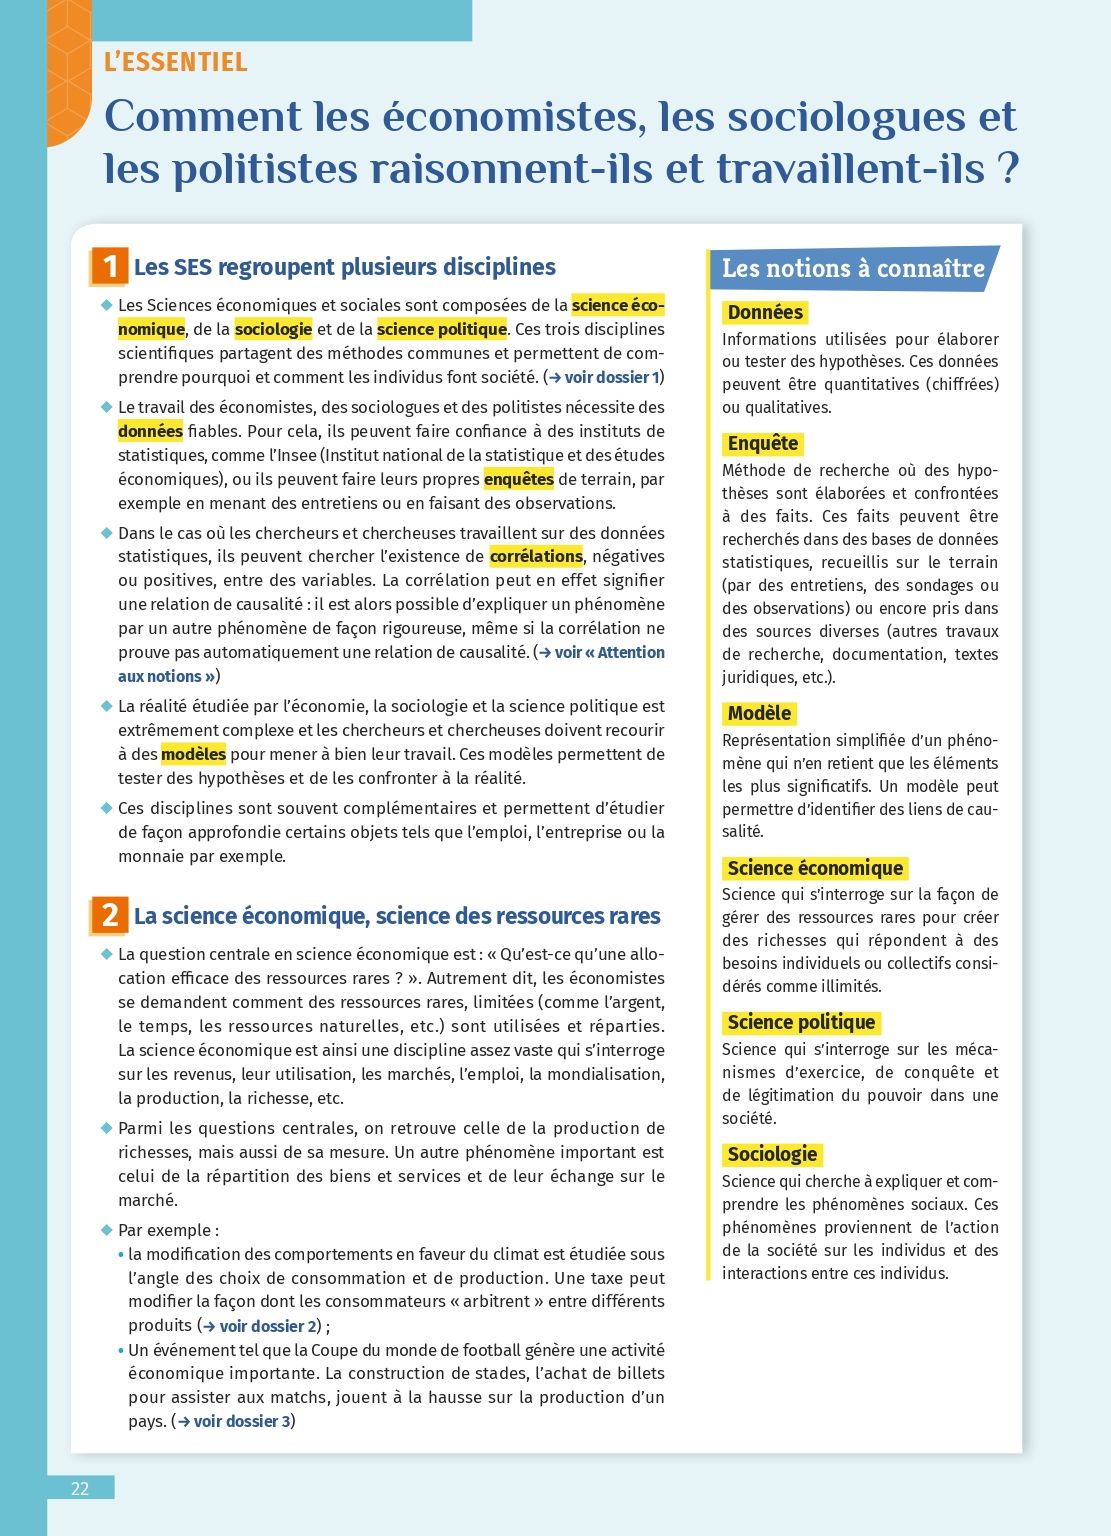 L’ESSENTIEL
Comment les économistes, les sociologues et
les politistes raisonnent-ils et travaillent-ils ?
1 Les SES regroupent plusieurs disciplines
◆ Les Sciences économiques et sociales sont composées de la science éco-
nomique, de la sociologie et de la science politique. Ces trois disciplines
scientifiques partagent des méthodes communes et permettent de com-
prendre pourquoi et comment les individus font société. (→ voir dossier 1)
◆ Le travail des économistes, des sociologues et des politistes nécessite des
données fiables. Pour cela, ils peuvent faire confiance à des instituts de
statistiques, comme l’Insee (Institut national de la statistique et des études
économiques), ou ils peuvent faire leurs propres enquêtes de terrain, par
exemple en menant des entretiens ou en faisant des observations.
◆ Dans le cas où les chercheurs et chercheuses travaillent sur des données
statistiques, ils peuvent chercher l’existence de corrélations, négatives
ou positives, entre des variables. La corrélation peut en effet signifier
une relation de causalité : il est alors possible d’expliquer un phénomène
par un autre phénomène de façon rigoureuse, même si la corrélation ne
prouve pas automatiquement une relation de causalité. (→ voir « Attention
aux notions »)
◆ La réalité étudiée par l’économie, la sociologie et la science politique est
extrêmement complexe et les chercheurs et chercheuses doivent recourir
à des modèles pour mener à bien leur travail. Ces modèles permettent de
tester des hypothèses et de les confronter à la réalité.
◆ Ces disciplines sont souvent complémentaires et permettent d’étudier
de façon approfondie certains objets tels que l’emploi, l’entreprise ou la
monnaie par exemple.
2 La science économique, science des ressources rares
◆ La question centrale en science économique est : « Qu’est-ce qu’une allo-
cation efficace des ressources rares ? ». Autrement dit, les économistes
se demandent comment des ressources rares, limitées (comme l’argent,
le temps, les ressources naturelles, etc.) sont utilisées et réparties.
La science économique est ainsi une discipline assez vaste qui s’interroge
sur les revenus, leur utilisation, les marchés, l’emploi, la mondialisation,
la production, la richesse, etc.
◆ Parmi les questions centrales, on retrouve celle de la production de
richesses, mais aussi de sa mesure. Un autre phénomène important est
celui de la répartition des biens et services et de leur échange sur le
marché.
◆ Par exemple :
• la modification des comportements en faveur du climat est étudiée sous
l’angle des choix de consommation et de production. Une taxe peut
modifier la façon dont les consommateurs « arbitrent » entre différents
produits (→ voir dossier 2) ;
• Un événement tel que la Coupe du monde de football génère une activité
économique importante. La construction de stades, l’achat de billets
pour assister aux matchs, jouent à la hausse sur la production d’un
pays. (→ voir dossier 3)
Les notions à connaître
Données
Informations utilisées pour élaborer
ou tester des hypothèses. Ces données
peuvent être quantitatives (chiffrées)
ou qualitatives.
Enquête
Méthode de recherche où des hypo-
thèses sont élaborées et confrontées
à des faits. Ces faits peuvent être
recherchés dans des bases de données
statistiques, recueillis sur le terrain
(par des entretiens, des sondages ou
des observations) ou encore pris dans
des sources diverses (autres travaux
de recherche, documentation, textes
juridiques, etc.).
Modèle
Représentation simplifiée d’un phéno-
mène qui n’en retient que les éléments
les plus significatifs. Un modèle peut
permettre d’identifier des liens de cau-
salité.
Science économique
Science qui s’interroge sur la façon de
gérer des ressources rares pour créer
des richesses qui répondent à des
besoins individuels ou collectifs consi-
dérés comme illimités.
Science politique
Science qui s’interroge sur les méca-
nismes d’exercice, de conquête et
de légitimation du pouvoir dans une
société.
Sociologie
Science qui cherche à expliquer et com-
prendre les phénomènes sociaux. Ces
phénomènes proviennent de l’action
de la société sur les individus et des
interactions entre ces individus.
22